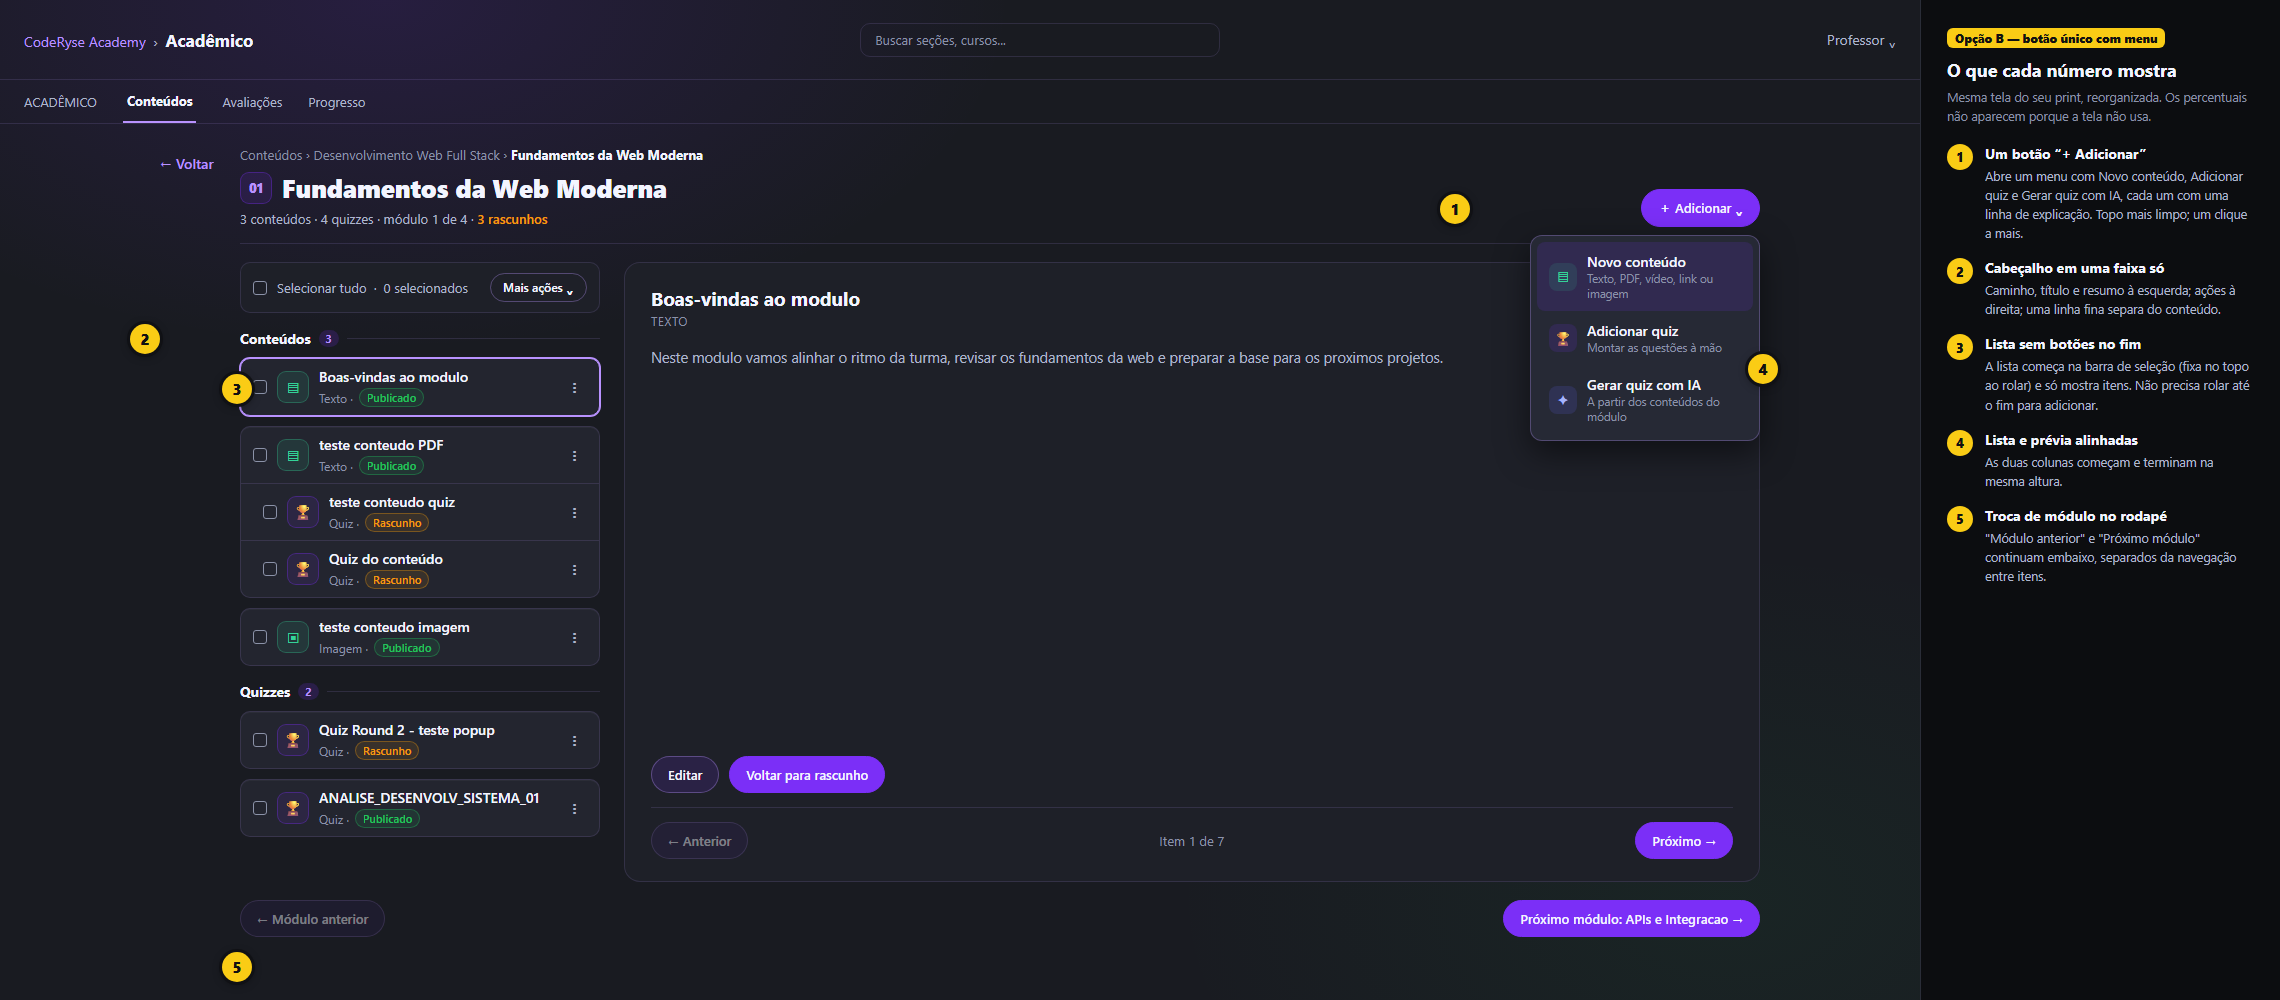 CodeRyse Academy › Acadêmico
Buscar seções, cursos...
Professor
ACADÊMICO
Conteúdos
Avaliações
Progresso
← Voltar
Conteúdos › Desenvolvimento Web Full Stack › Fundamentos da Web Moderna
01
Fundamentos da Web Moderna
3 conteúdos · 4 quizzes · módulo 1 de 4 · 3 rascunhos
1
+ Adicionar
Novo conteúdo
Texto, PDF, vídeo, link ou
imagem
Adicionar quiz
Montar as questões à mão
Gerar quiz com IA
A partir dos conteúdos do
módulo
4
Selecionar tudo · 0 selecionados
Mais ações
2
Conteúdos 3
3
Boas-vindas ao modulo
Texto · Publicado
teste conteudo PDF
Texto · Publicado
teste conteudo quiz
Quiz · Rascunho
Quiz do conteúdo
Quiz · Rascunho
teste conteudo imagem
Imagem · Publicado
Quizzes 2
Quiz Round 2 - teste popup
Quiz · Rascunho
ANALISE_DESENVOLV_SISTEMA_01
Quiz · Publicado
Boas-vindas ao modulo
TEXTO
Neste modulo vamos alinhar o ritmo da turma, revisar os fundamentos da web e preparar a base para os proximos projetos.
Editar
Voltar para rascunho
← Anterior
Item 1 de 7
Próximo →
← Módulo anterior
Próximo módulo: APIs e Integracao →
5
Opção B — botão único com menu
O que cada número mostra
Mesma tela do seu print, reorganizada. Os percentuais
não aparecem porque a tela não usa.
1
Um botão “+ Adicionar”
Abre um menu com Novo conteúdo, Adicionar
quiz e Gerar quiz com IA, cada um com uma
linha de explicação. Topo mais limpo; um clique
a mais.
2
Cabeçalho em uma faixa só
Caminho, título e resumo à esquerda; ações à
direita; uma linha fina separa do conteúdo.
3
Lista sem botões no fim
A lista começa na barra de seleção (fixa no topo
ao rolar) e só mostra itens. Não precisa rolar até
o fim para adicionar.
4
Lista e prévia alinhadas
As duas colunas começam e terminam na
mesma altura.
5
Troca de módulo no rodapé
"Módulo anterior" e "Próximo módulo"
continuam embaixo, separados da navegação
entre itens.